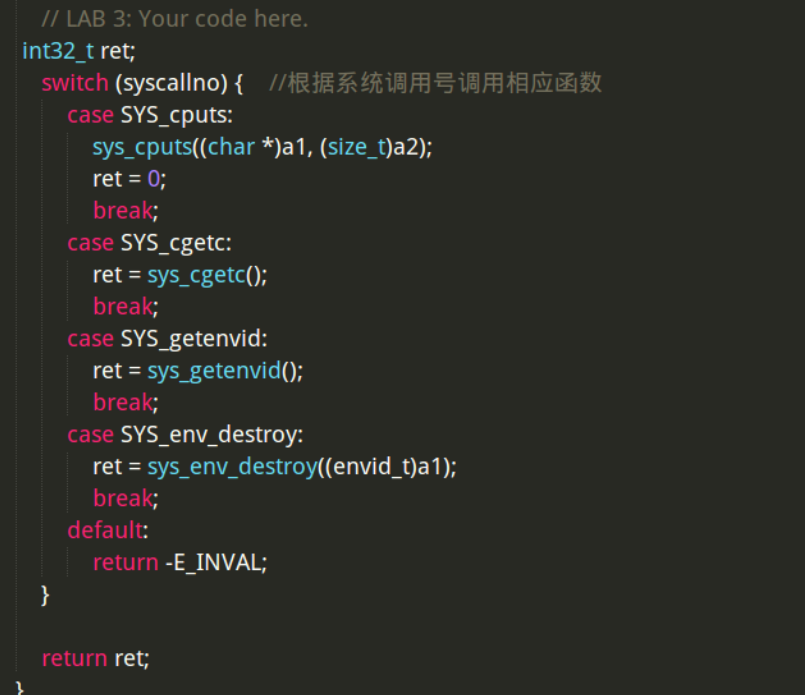 // LAB 3: Your code here.
int32_t ret;
switch (syscallno) { //根据系统调用号调用相应函数
case SYS_cputs:
sys_cputs((char *)a1, (size_t)a2);
ret = 0;
break;
case SYS_cgetc:
ret = sys_cgetc();
break;
case SYS_getenvid:
ret = sys_getenvid();
break;
case SYS_env_destroy:
ret = sys_env_destroy((envid_t)a1);
break;
default:
return -E_INVAL;
}
return ret;
}